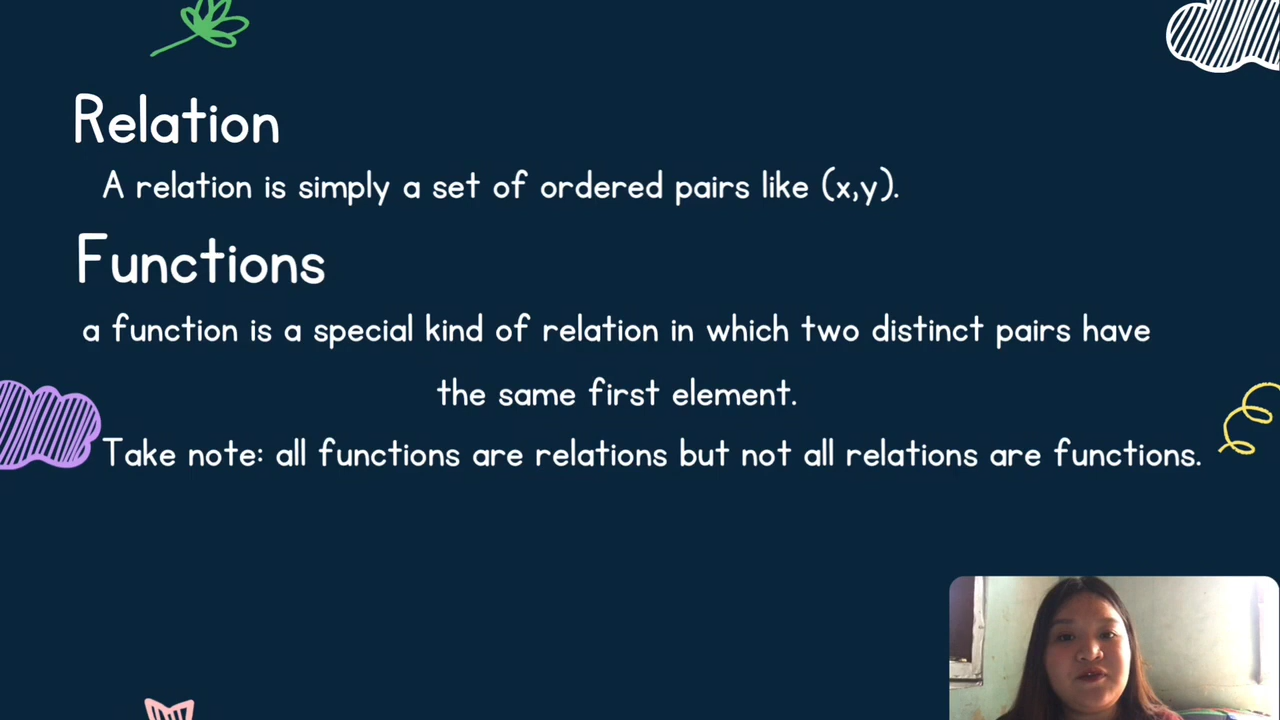 Relation
A relation is simply a set of ordered pairs like (x,y).
Functions
a function is a special kind of relation in which two distinct pairs have
the same first element.
Take note: all functions are relations but not all relations are functions.